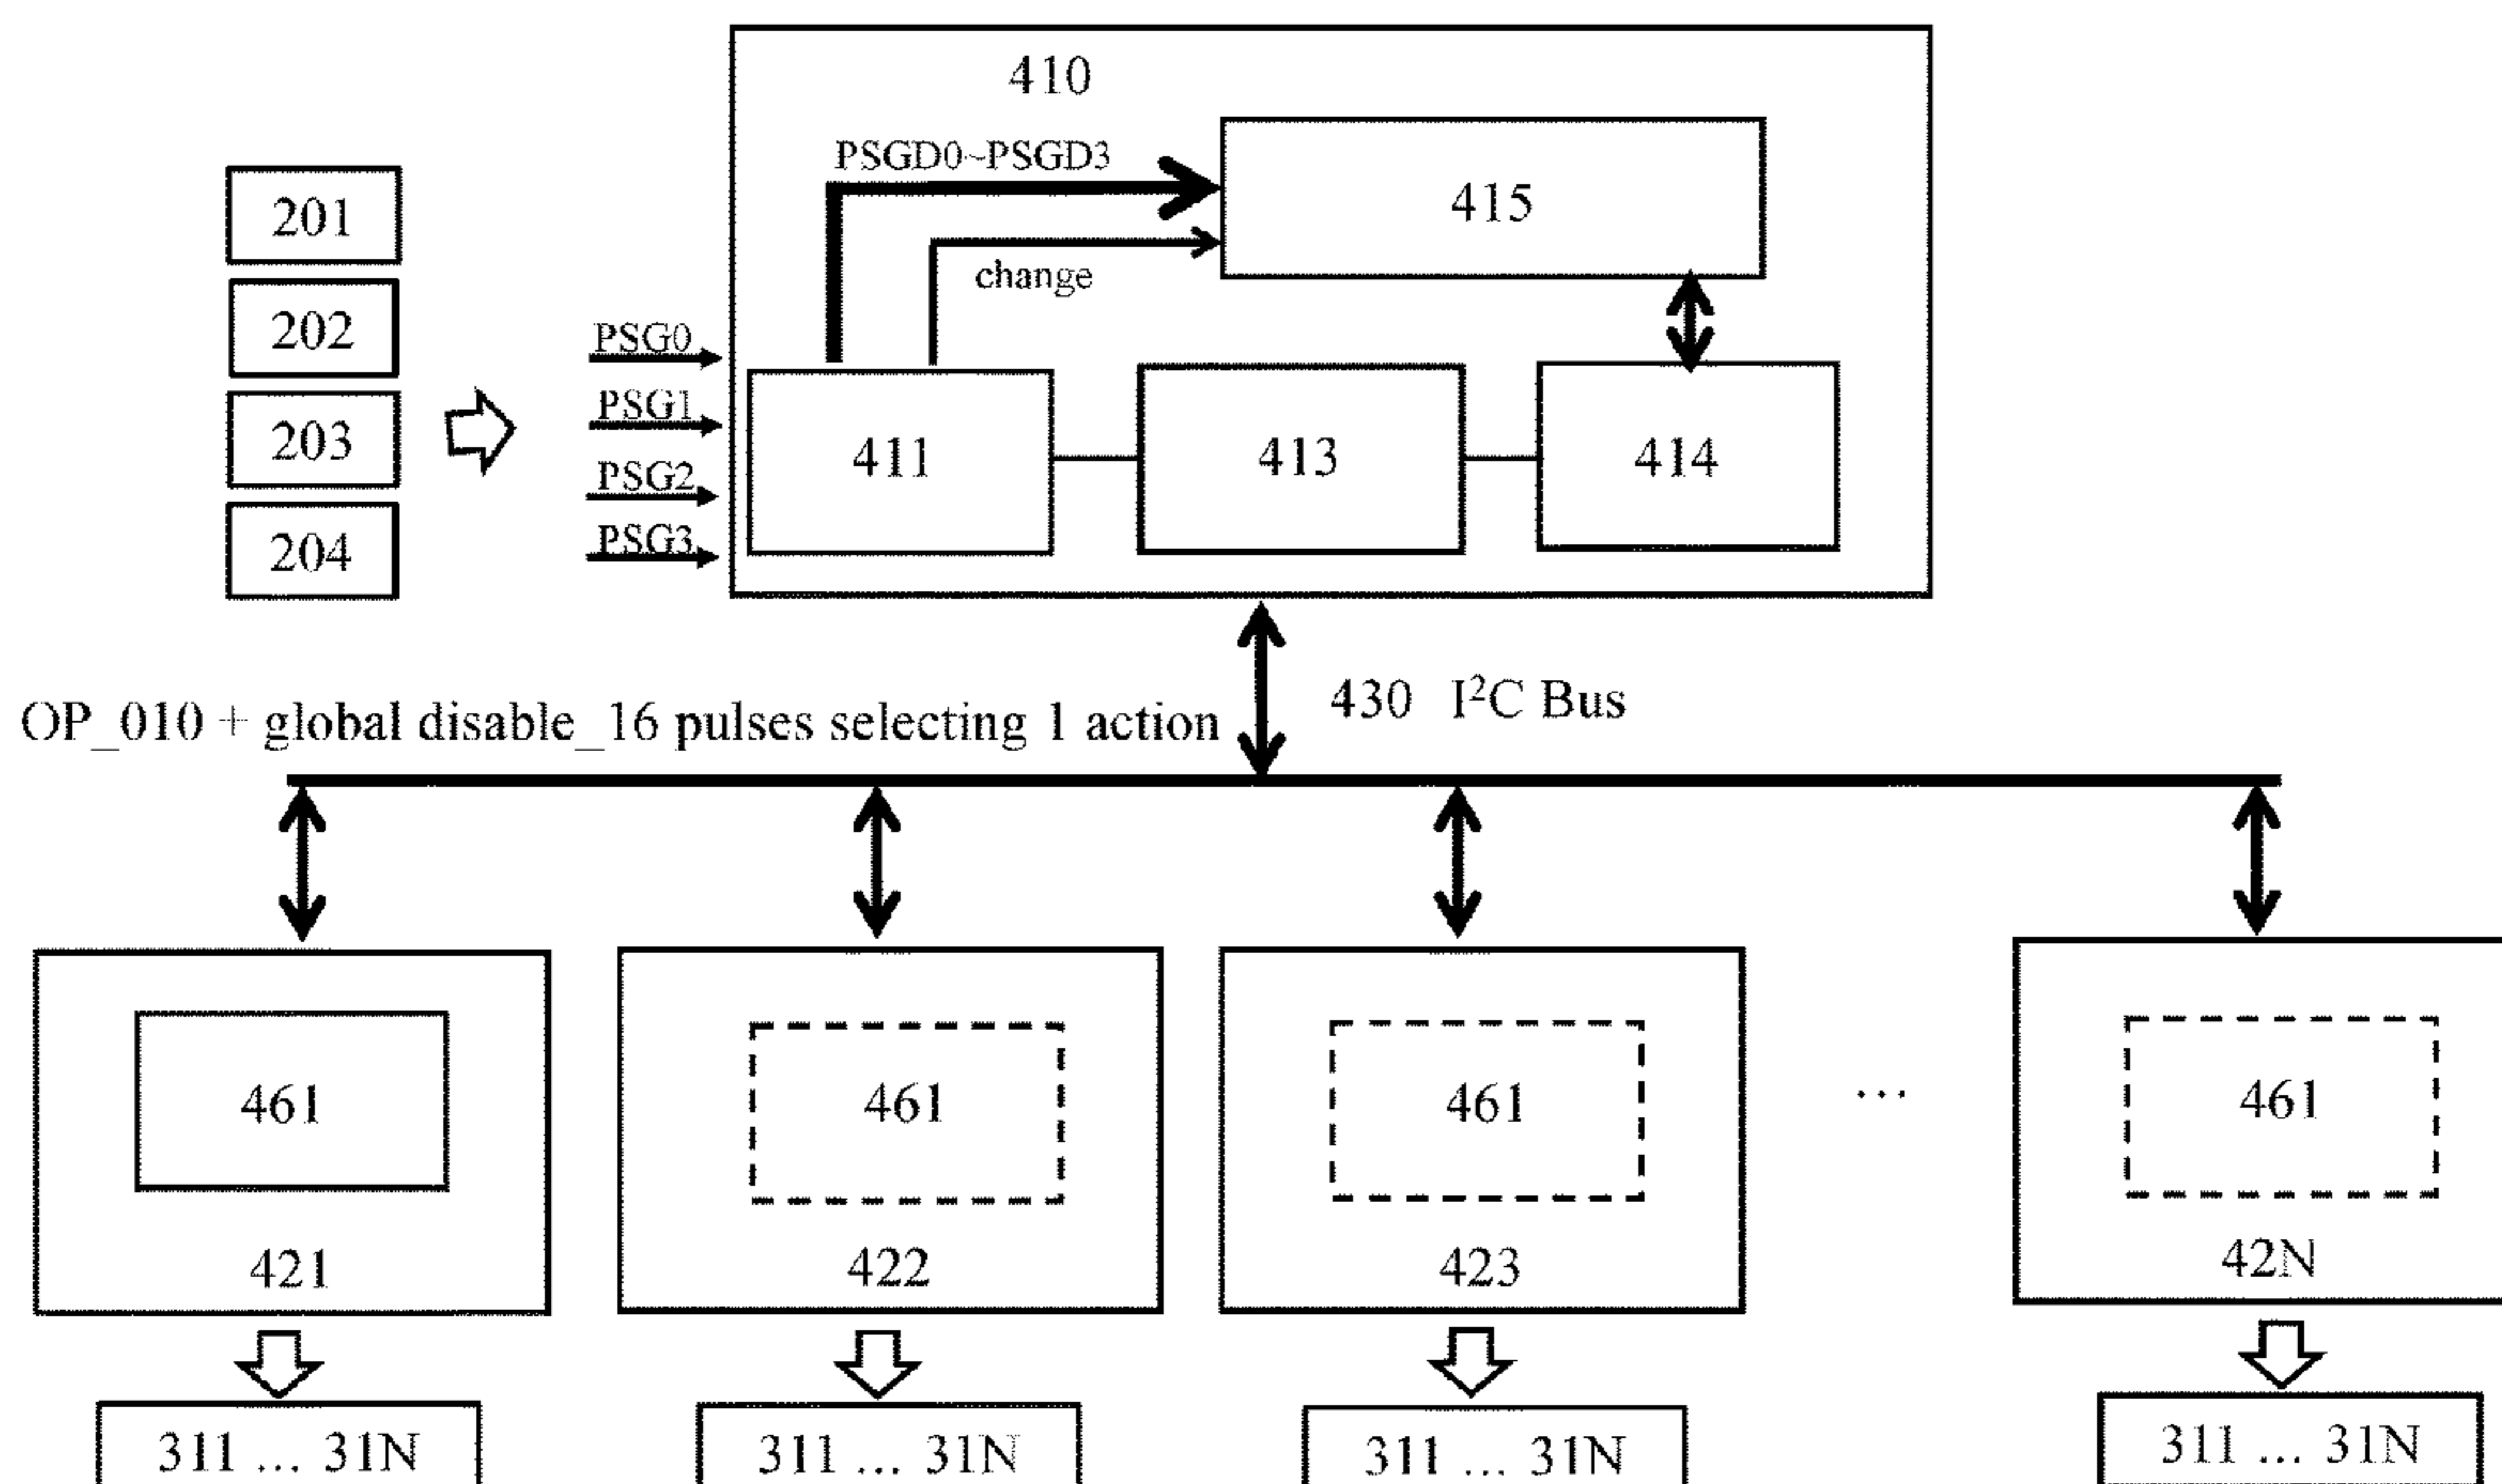 410
PSGD0~PSGD3
415
change
201
202
203
204
PSG0
PSG1
PSG2
PSG3
411
413
414
OP_010 + global disable_16 pulses selecting 1 action
430 I²C Bus
461
461
461
...
461
421
422
423
42N
311 ... 31N
311 ... 31N
311 ... 31N
311 ... 31N